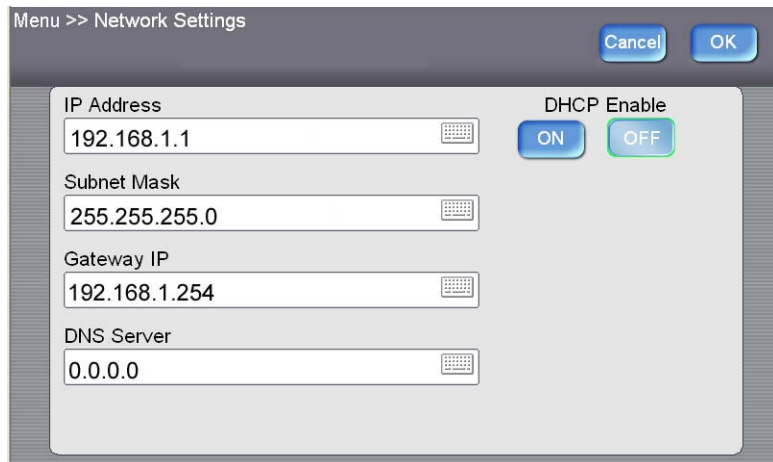 Menu >> Network Settings
Cancel
OK
IP Address
192.168.1.1
DHCP Enable
ON
OFF
Subnet Mask
255.255.255.0
Gateway IP
192.168.1.254
DNS Server
0.0.0.0